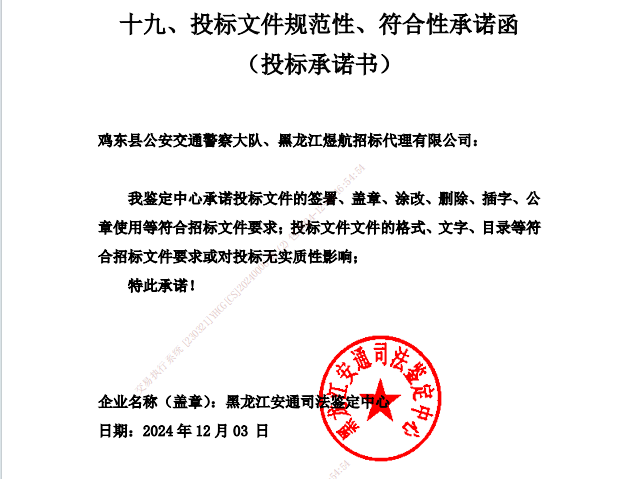 十九、投标文件规范性、符合性承诺函
（投标承诺书）
鸡东县公安交通警察大队、黑龙江煜航招标代理有限公司：
我鉴定中心承诺投标文件的签署、盖章、涂改、删除、插字、公
章使用等符合招标文件要求；投标文件文件的格式、文字、目录等符
合招标文件要求或对投标无实质性影响；
特此承诺！
企业名称（盖章）：黑龙江安通司法鉴定中心
日期：2024 年 12 月 03 日
黑龙江安通司法鉴定中心